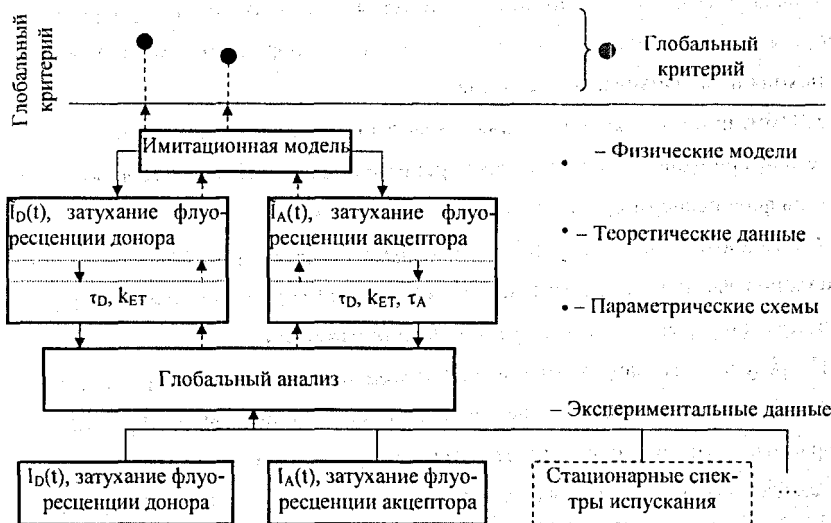 Глобальный
критерий
Глобальный
критерий
Имитационная модель
– Физические модели
I_D(t), затухание флуо-
ресценции донора
I_A(t), затухание флуо-
ресценции акцептора
• – Теоретические данные
τ_D, k_ET
τ_D, k_ET, τ_A
• – Параметрические схемы
Глобальный анализ
– Экспериментальные данные
I_D(t), затухание флуо-
ресценции донора
I_A(t), затухание флуо-
ресценции акцептора
Стационарные спек-
тры испускания
...